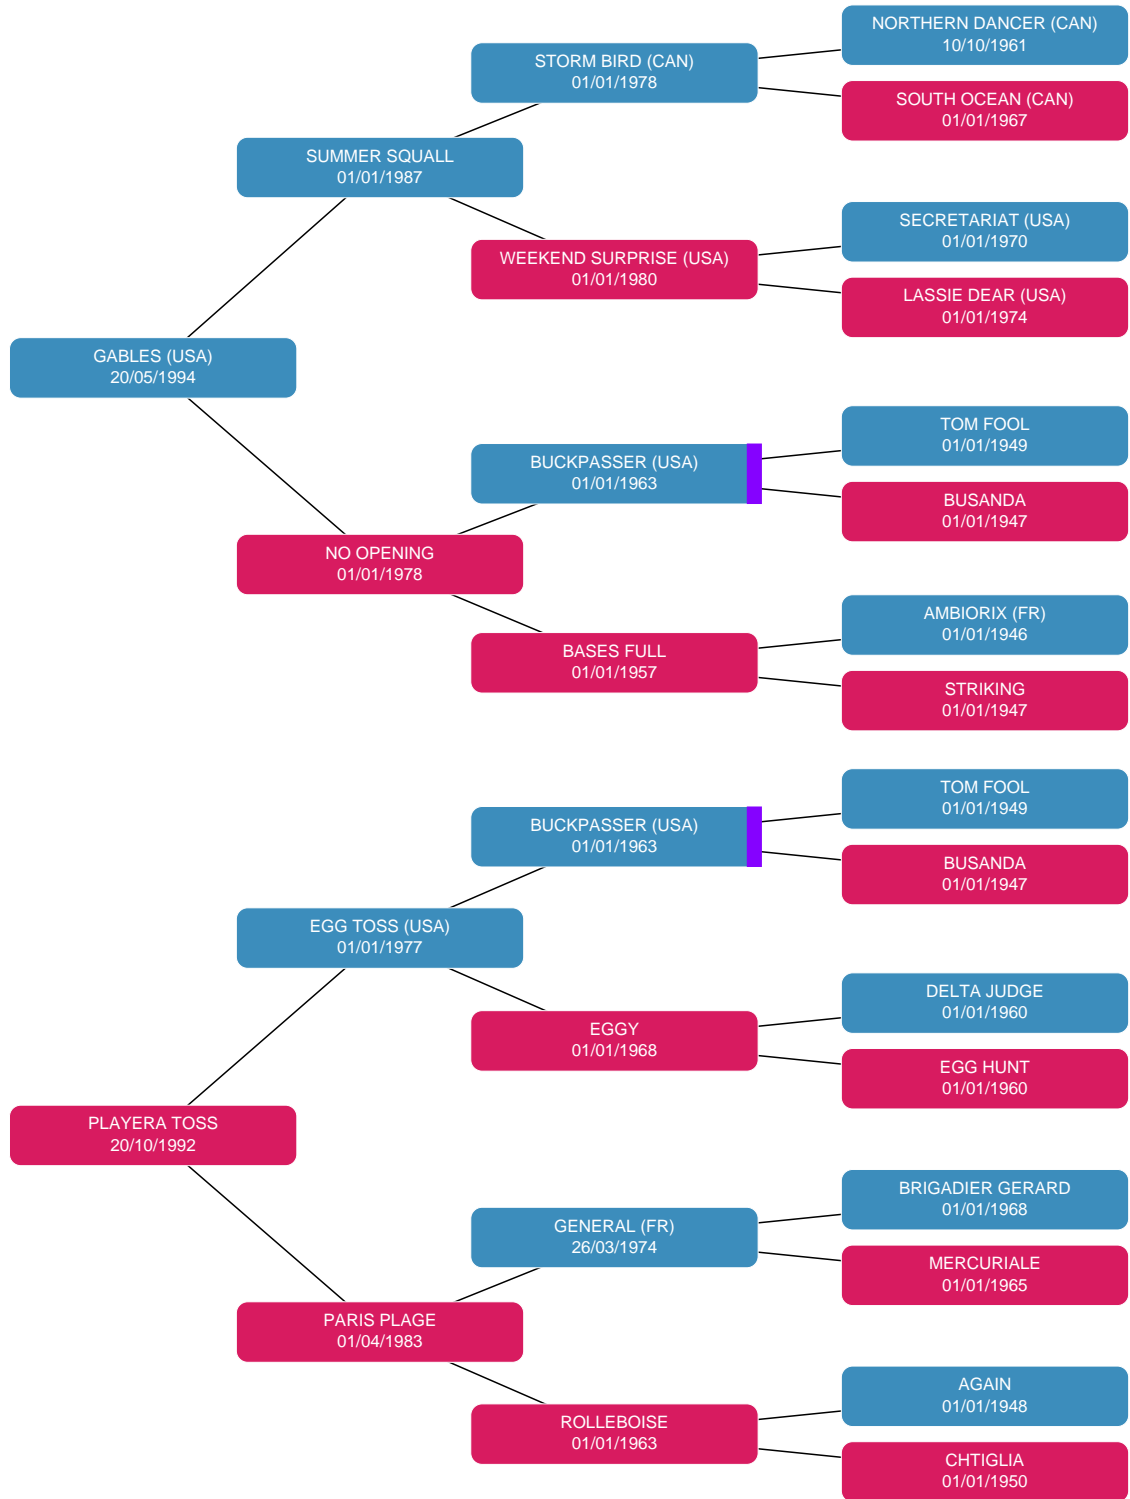 NORTHERN DANCER (CAN)
10/10/1961
STORM BIRD (CAN)
01/01/1978
SOUTH OCEAN (CAN)
01/01/1967
SUMMER SQUALL
01/01/1987
SECRETARIAT (USA)
01/01/1970
WEEKEND SURPRISE (USA)
01/01/1980
LASSIE DEAR (USA)
01/01/1974
GABLES (USA)
20/05/1994
TOM FOOL
01/01/1949
BUCKPASSER (USA)
01/01/1963
BUSANDA
01/01/1947
NO OPENING
01/01/1978
AMBIORIX (FR)
01/01/1946
BASES FULL
01/01/1957
STRIKING
01/01/1947
TOM FOOL
01/01/1949
BUCKPASSER (USA)
01/01/1963
BUSANDA
01/01/1947
EGG TOSS (USA)
01/01/1977
DELTA JUDGE
01/01/1960
EGGY
01/01/1968
EGG HUNT
01/01/1960
PLAYERA TOSS
20/10/1992
BRIGADIER GERARD
01/01/1968
GENERAL (FR)
26/03/1974
MERCURIALE
01/01/1965
PARIS PLAGE
01/04/1983
AGAIN
01/01/1948
ROLLEBOISE
01/01/1963
CHTIGLIA
01/01/1950